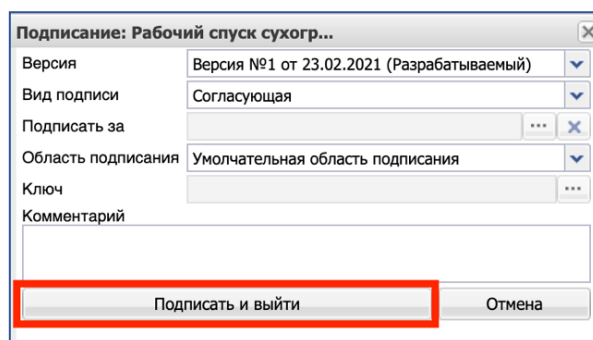 Подписание: Рабочий спуск сухогр...
Версия Версия №1 от 23.02.2021 (Разрабатываемый)
Вид подписи Согласующая
Подписать за ...
Область подписания Умолчательная область подписания
Ключ ...
Комментарий
Подписать и выйти Отмена